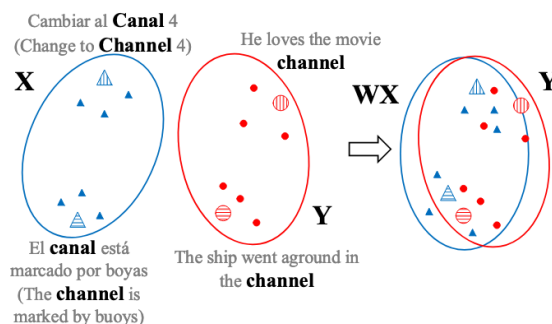 Cambiar al Canal 4
(Change to Channel 4)
He loves the movie
channel
X
WX
Y
Y
El canal está
marcado por boyas
(The channel is
marked by buoys)
The ship went aground in
the channel